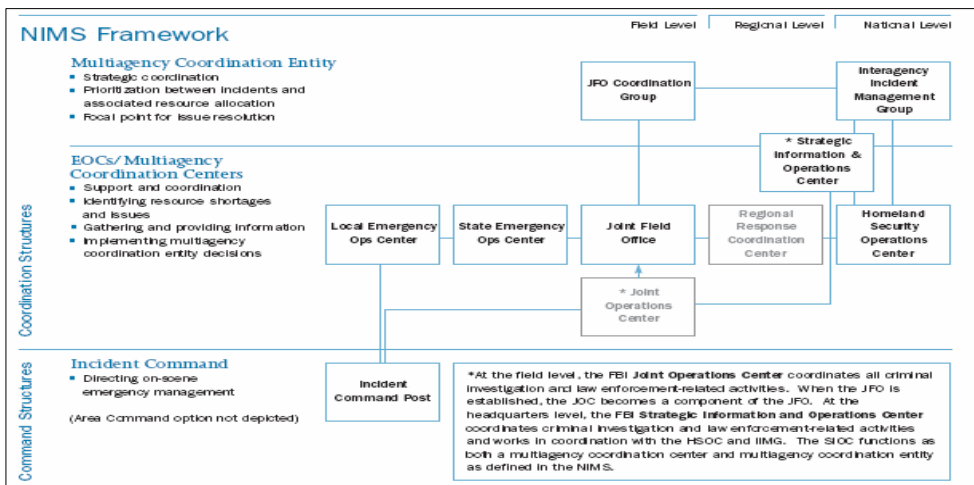 NIMS Framework
Field Level
Regional Level
National Level
Multiagency Coordination Entity
▪ Strategic coordination
▪ Prioritization between incidents and
associated resource allocation
▪ Focal point for issue resolution
JFO Coordination
Group
Interagency
Incident
Management Group
* Strategic
Information &
Operations
Center
EOCs/Multiagency
Coordination Centers
▪ Support and coordination
▪ Identifying resource shortages
and issues
▪ Gathering and providing information
▪ Implementing multiagency
coordination entity decisions
Local Emergency
Ops Center
State Emergency
Ops Center
Joint Field
Office
Regional
Response
Coordination
Center
Homeland
Security
Operations
Center
* Joint
Operations
Center
Coordination Structures
Incident Command
▪ Directing on-scene
emergency management
(Area Command option not depicted)
Incident
Command Post
*At the field level, the FBI Joint Operations Center coordinates all criminal
investigation and law enforcement-related activities. When the JFO is
established, the JOC becomes a component of the JFO. At the
headquarters level, the FBI Strategic Information and Operations Center
coordinates criminal investigation and law enforcement-related activities
and works in coordination with the HSOC and IIMG. The SIOC functions as
both a multiagency coordination center and multiagency coordination entity
as defined in the NIMS.
Command Structures